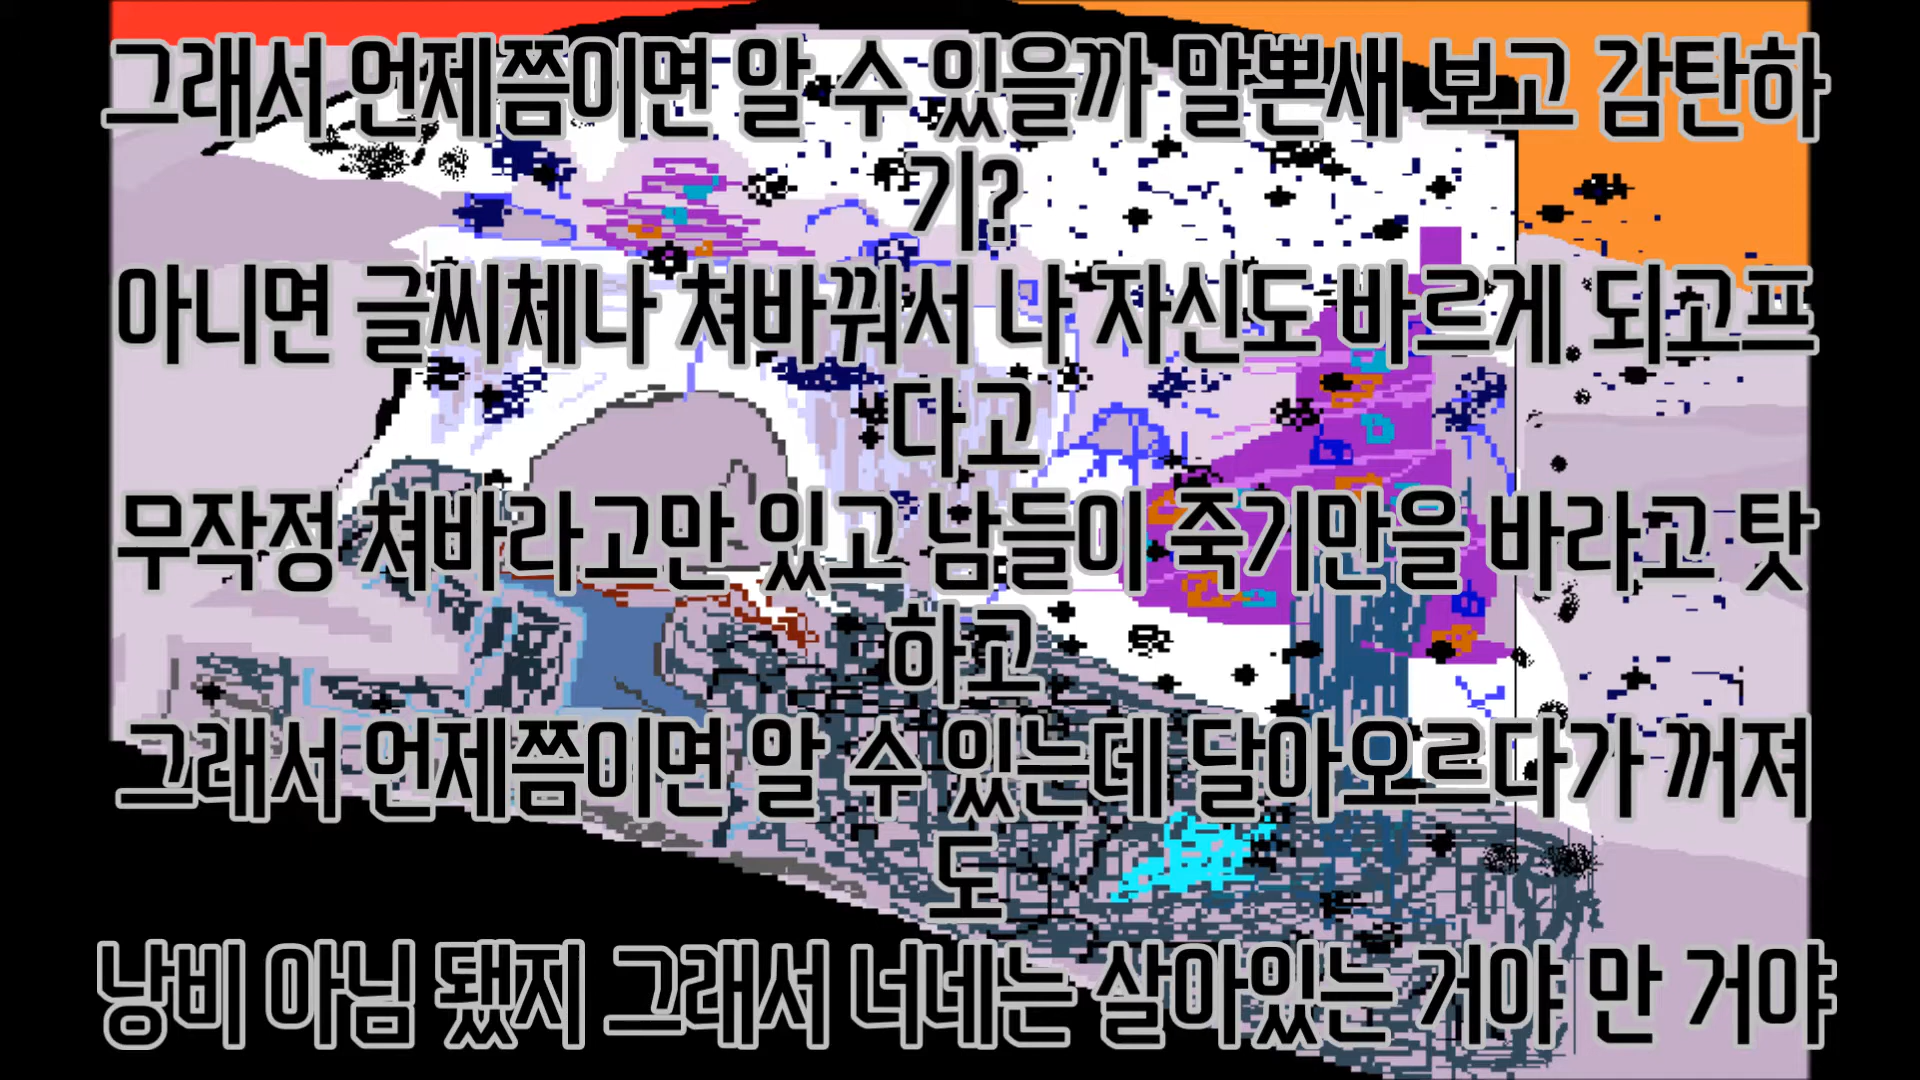 그래서 언제쯤이면 알 수 있을까 말뽄새 보고 감탄하
기?
아니면 글씨체나 쳐바꿔서 나 자신도 바르게 되고프
다고
무작정 쳐바라고만 있고 남들이 죽기만을 바라고 탓
하고
그래서 언제쯤이면 알 수 있는데 달아오르다가 꺼져
도
낭비 아님 됐지 그래서 너네는 살아있는 거야 만 거야